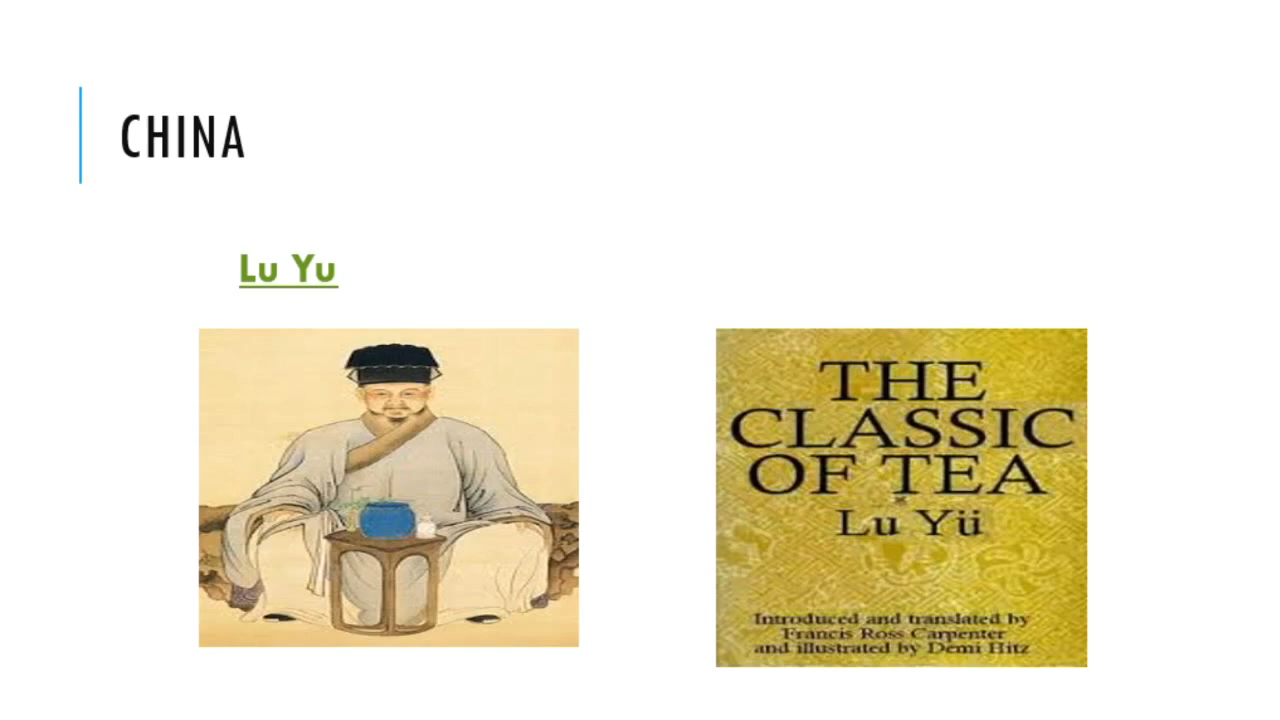 CHINA
Lu Yu
THE
CLASSIC
OF TEA
Lu Yü
Introduced and translated by
Francis Ross Carpenter
and illustrated by Demi Hitz